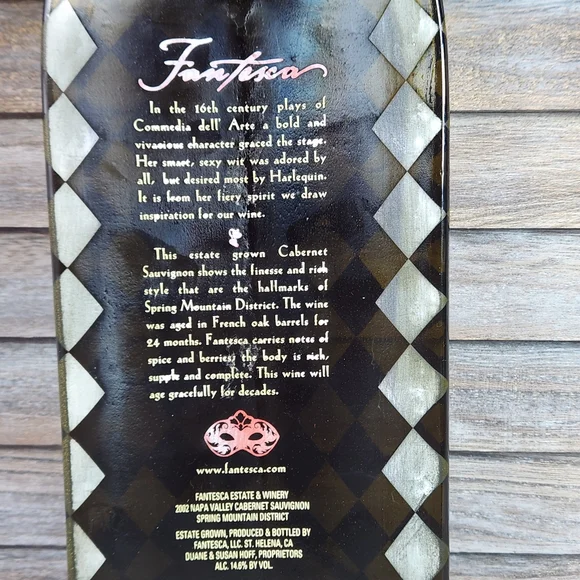 Fantesca
In the 16th century plays of
Commedia dell' Arte a bold and
vivacious character graced the stage.
Her smart, sexy wit was adored by
all, but desired most by Harlequin.
It is from her fiery spirit we draw
inspiration for our wine.
This estate grown Cabernet
Sauvignon shows the finesse and rich
style that are the hallmarks of
Spring Mountain District. The wine
was aged in French oak barrels for
24 months. Fantesca carries notes of
spice and berries; the body is rich,
supple and complete. This wine will
age gracefully for decades.
www.fantesca.com
FANTESCA ESTATE & WINERY
2002 NAPA VALLEY CABERNET SAUVIGNON
SPRING MOUNTAIN DISTRICT
ESTATE GROWN, PRODUCED & BOTTLED BY
FANTESCA, LLC. ST. HELENA, CA
DUANE & SUSAN HOFF, PROPRIETORS
ALC. 14.6% BY VOL.